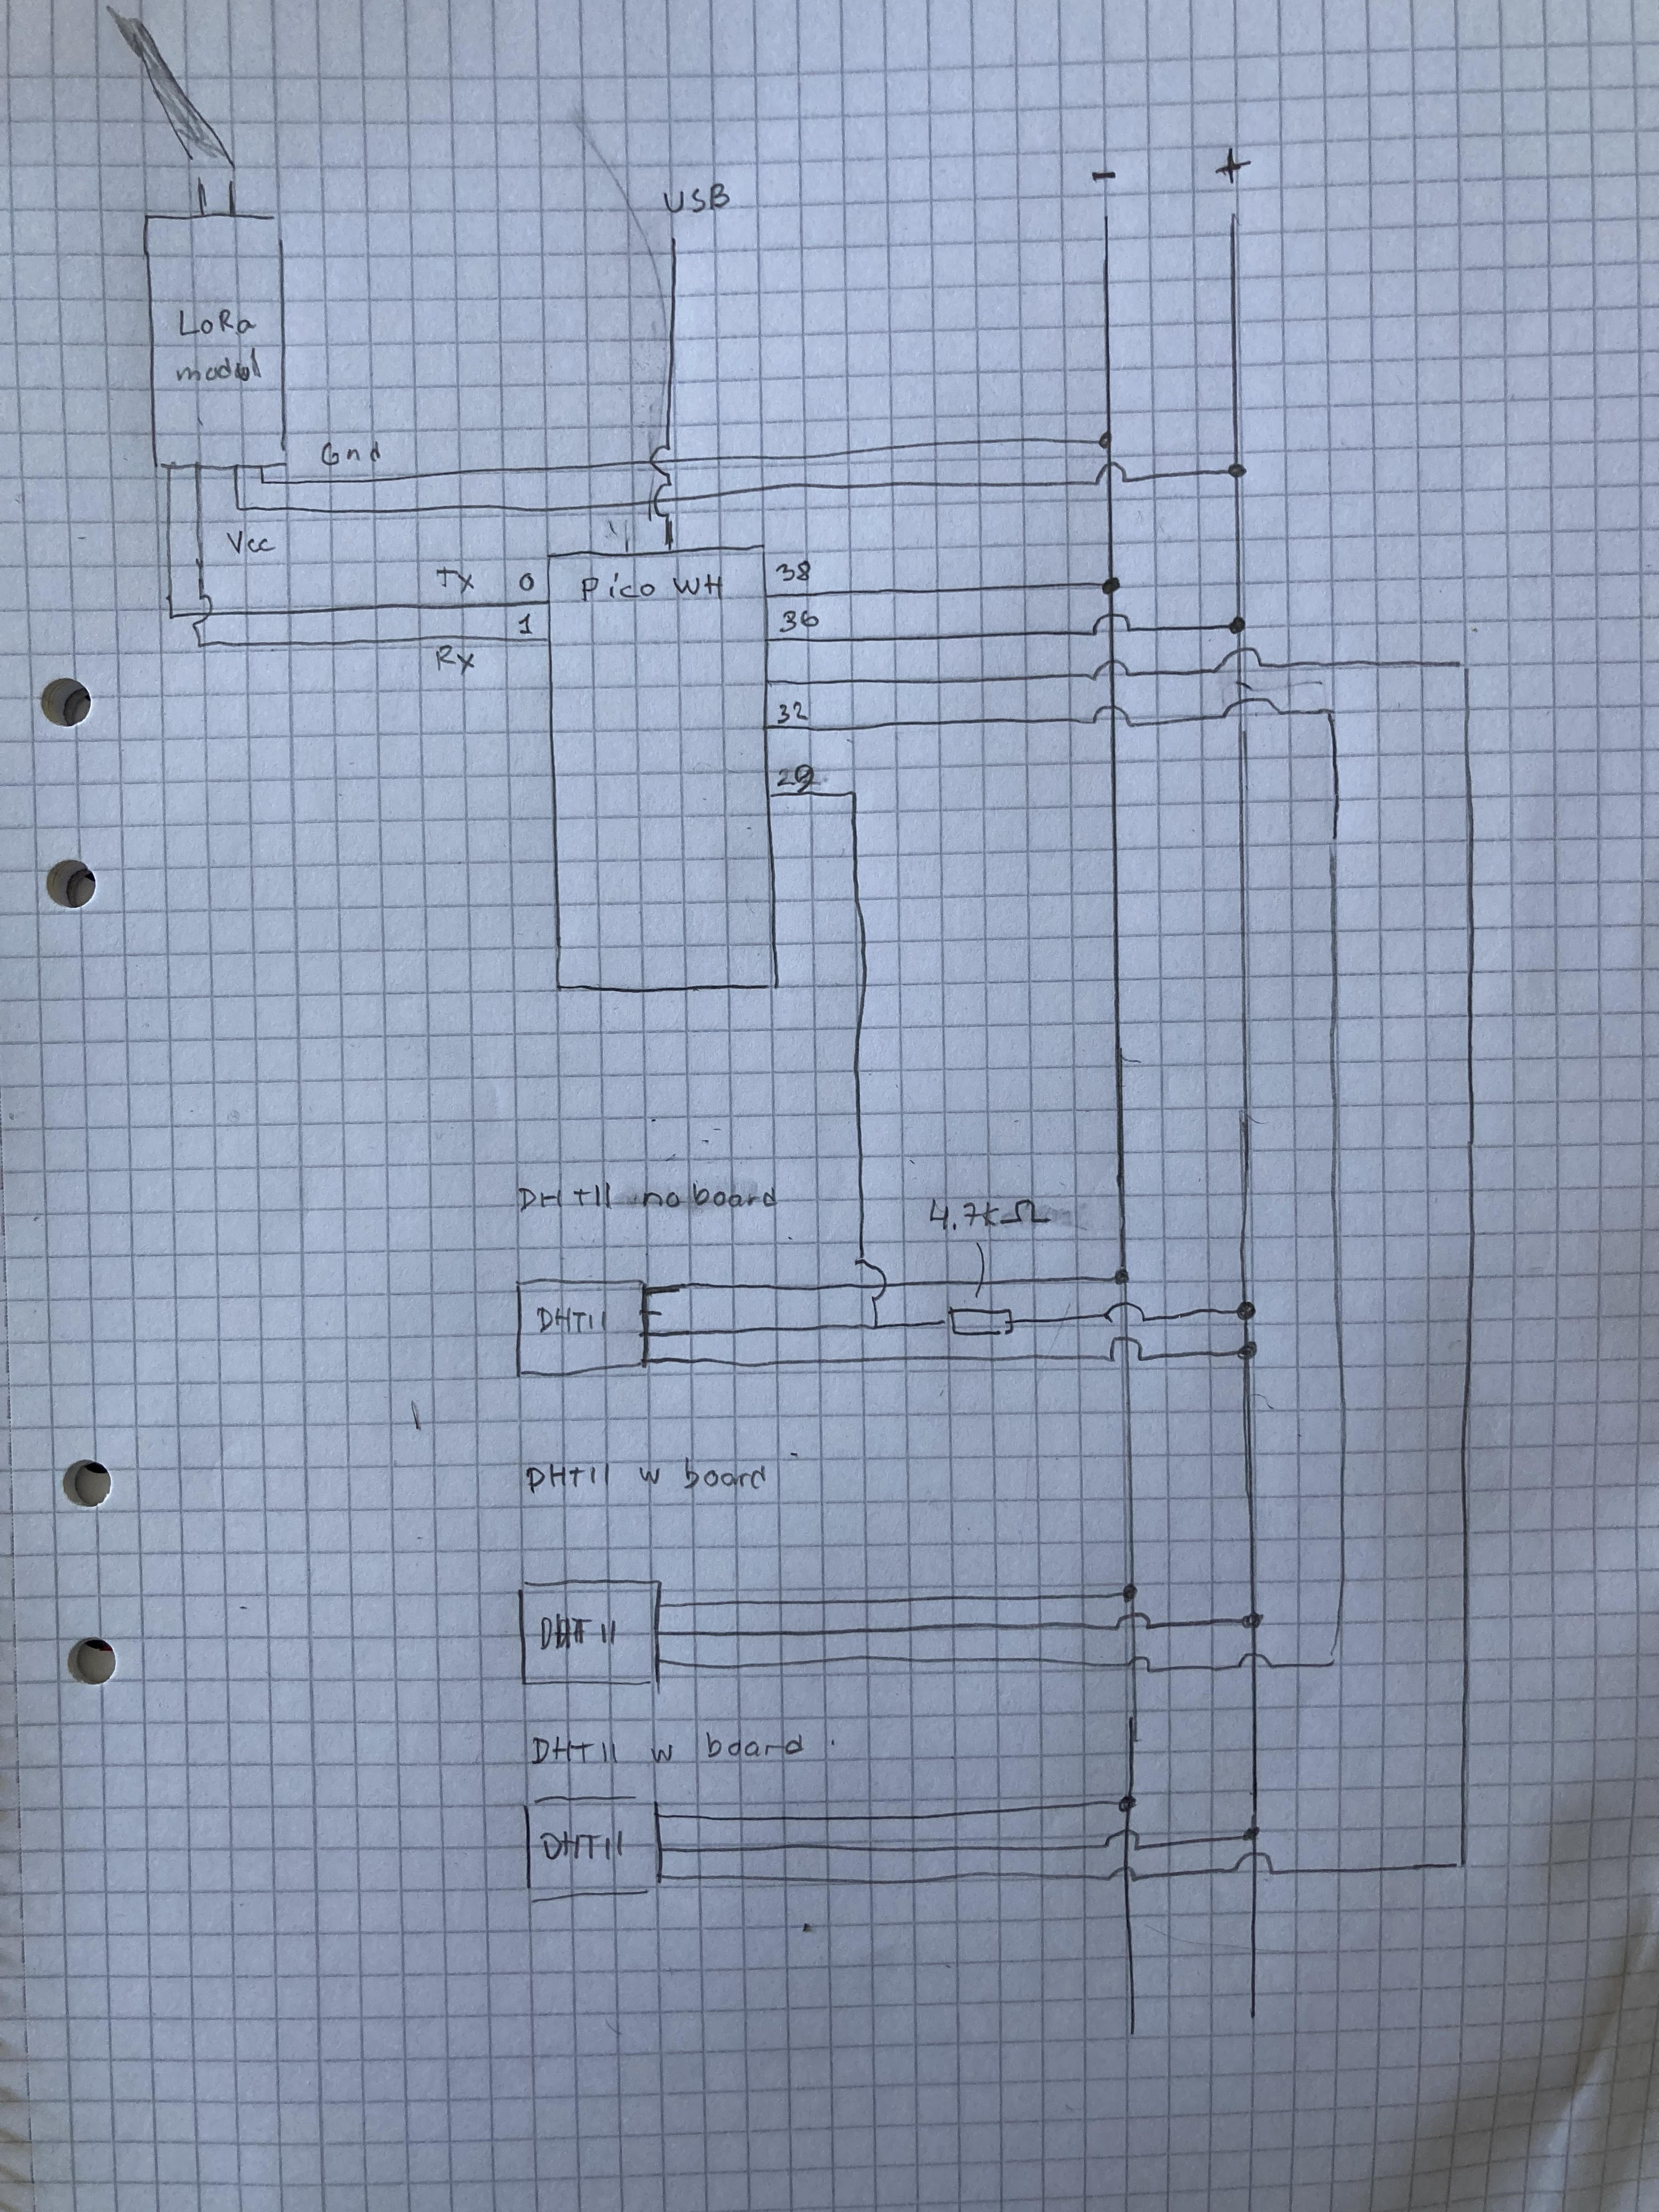 USB
- +
LoRa
modul
Gnd
Vcc
Tx 0
Pico WH
38
1
36
Rx
32
29
DHT11 no board
4.7kΩ
DHT11
DHT11 w board
DHT11
DHT11 w board
DHT11